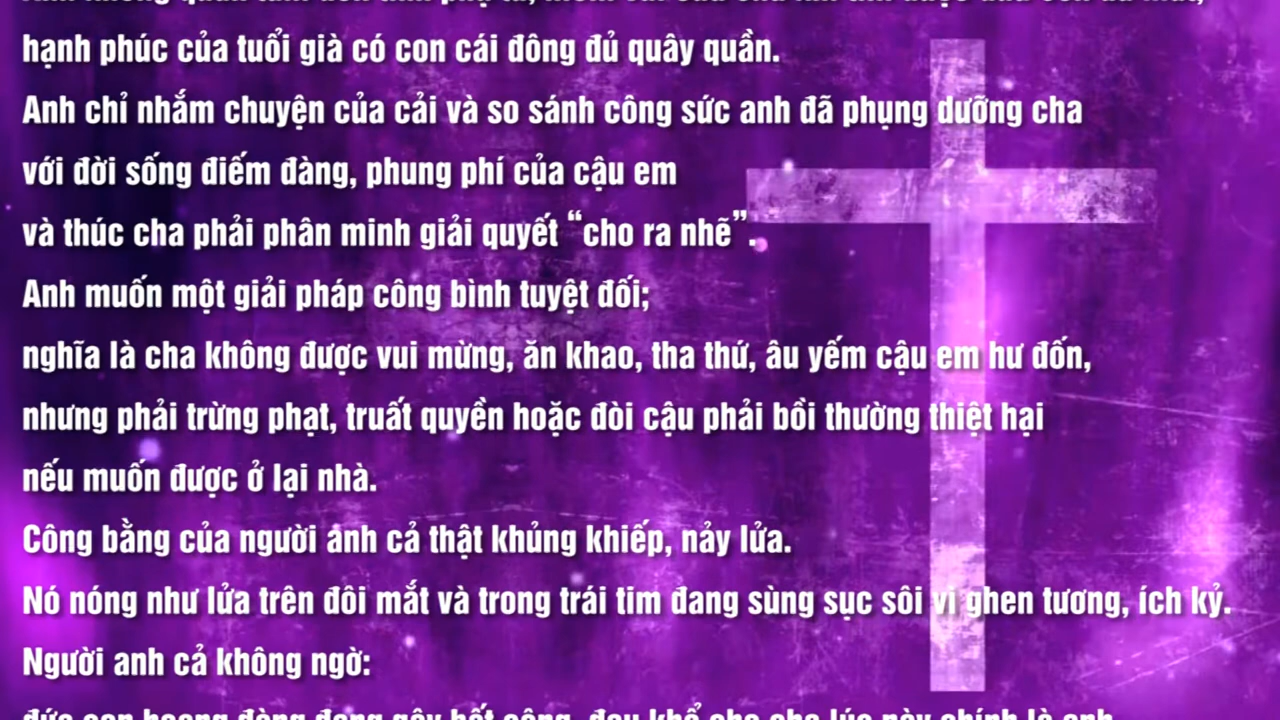 hạnh phúc của tuổi già có con cái đông đủ quây quần.
Anh chỉ nhắm chuyện của cải và so sánh công sức anh đã phụng dưỡng cha
với đời sống điếm đàng, phung phí của cậu em
và thúc cha phải phân minh giải quyết “cho ra nhẽ”.
Anh muốn một giải pháp công bình tuyệt đối;
nghĩa là cha không được vui mừng, ăn khao, tha thứ, âu yếm cậu em hư đốn,
nhưng phải trừng phạt, truất quyền hoặc đòi cậu phải bồi thường thiệt hại
nếu muốn được ở lại nhà.
Công bằng của người anh cả thật khủng khiếp, nảy lửa.
Nó nóng như lửa trên đôi mắt và trong trái tim đang sùng sục sôi vì ghen tương, ích kỷ.
Người anh cả không ngờ: